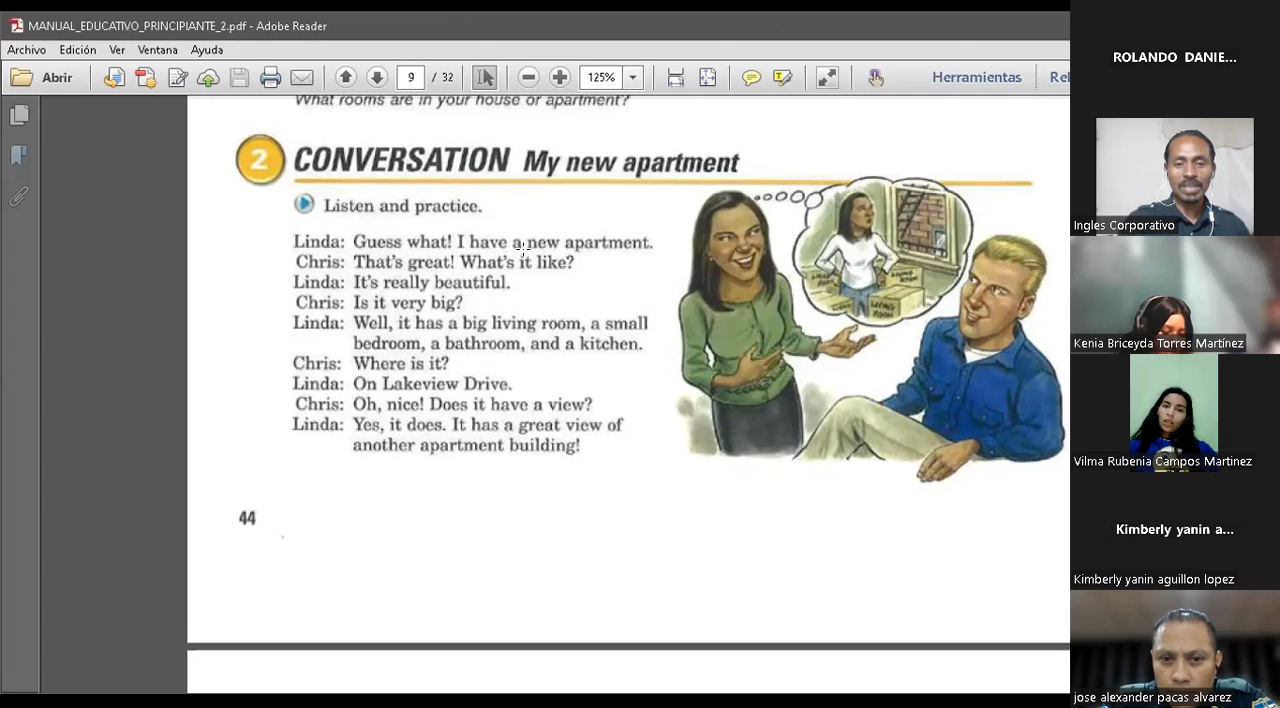 MANUAL_EDUCATIVO_PRINCIPIANTE_2.pdf - Adobe Reader
Archivo Edición Ver Ventana Ayuda
Abrir 9 / 32 125% Herramientas
What rooms are in your house or apartment?
2 CONVERSATION My new apartment
Listen and practice.
Linda: Guess what! I have a new apartment.
Chris: That's great! What's it like?
Linda: It's really beautiful.
Chris: Is it very big?
Linda: Well, it has a big living room, a small
bedroom, a bathroom, and a kitchen.
Chris: Where is it?
Linda: On Lakeview Drive.
Chris: Oh, nice! Does it have a view?
Linda: Yes, it does. It has a great view of
another apartment building!
LIVING ROOM
LIVING ROOM
44
ROLANDO DANIE...
Ingles Corporativo
Kenia Briceyda Torres Martínez
Vilma Rubenia Campos Martinez
Kimberly yanin a...
Kimberly yanin aguillon lopez
jose alexander pacas alvarez